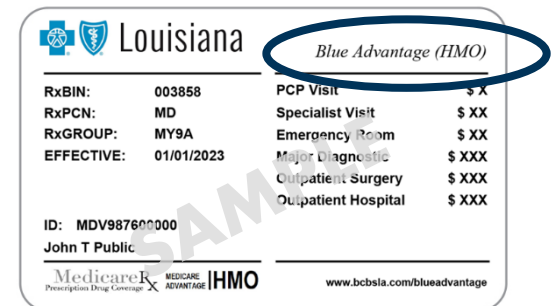 Louisiana
Blue Advantage (HMO)
RxBIN: 003858
RxPCN: MD
RxGROUP: MY9A
EFFECTIVE: 01/01/2023
PCP Visit $ X
Specialist Visit $ XX
Emergency Room $ XX
Major Diagnostic $ XXX
Outpatient Surgery $ XXX
Outpatient Hospital $ XXX
SAMPLE
ID: MDV987600000
John T Public
MedicareRx
Prescription Drug Coverage
MEDICARE
ADVANTAGE HMO
www.bcbsla.com/blueadvantage